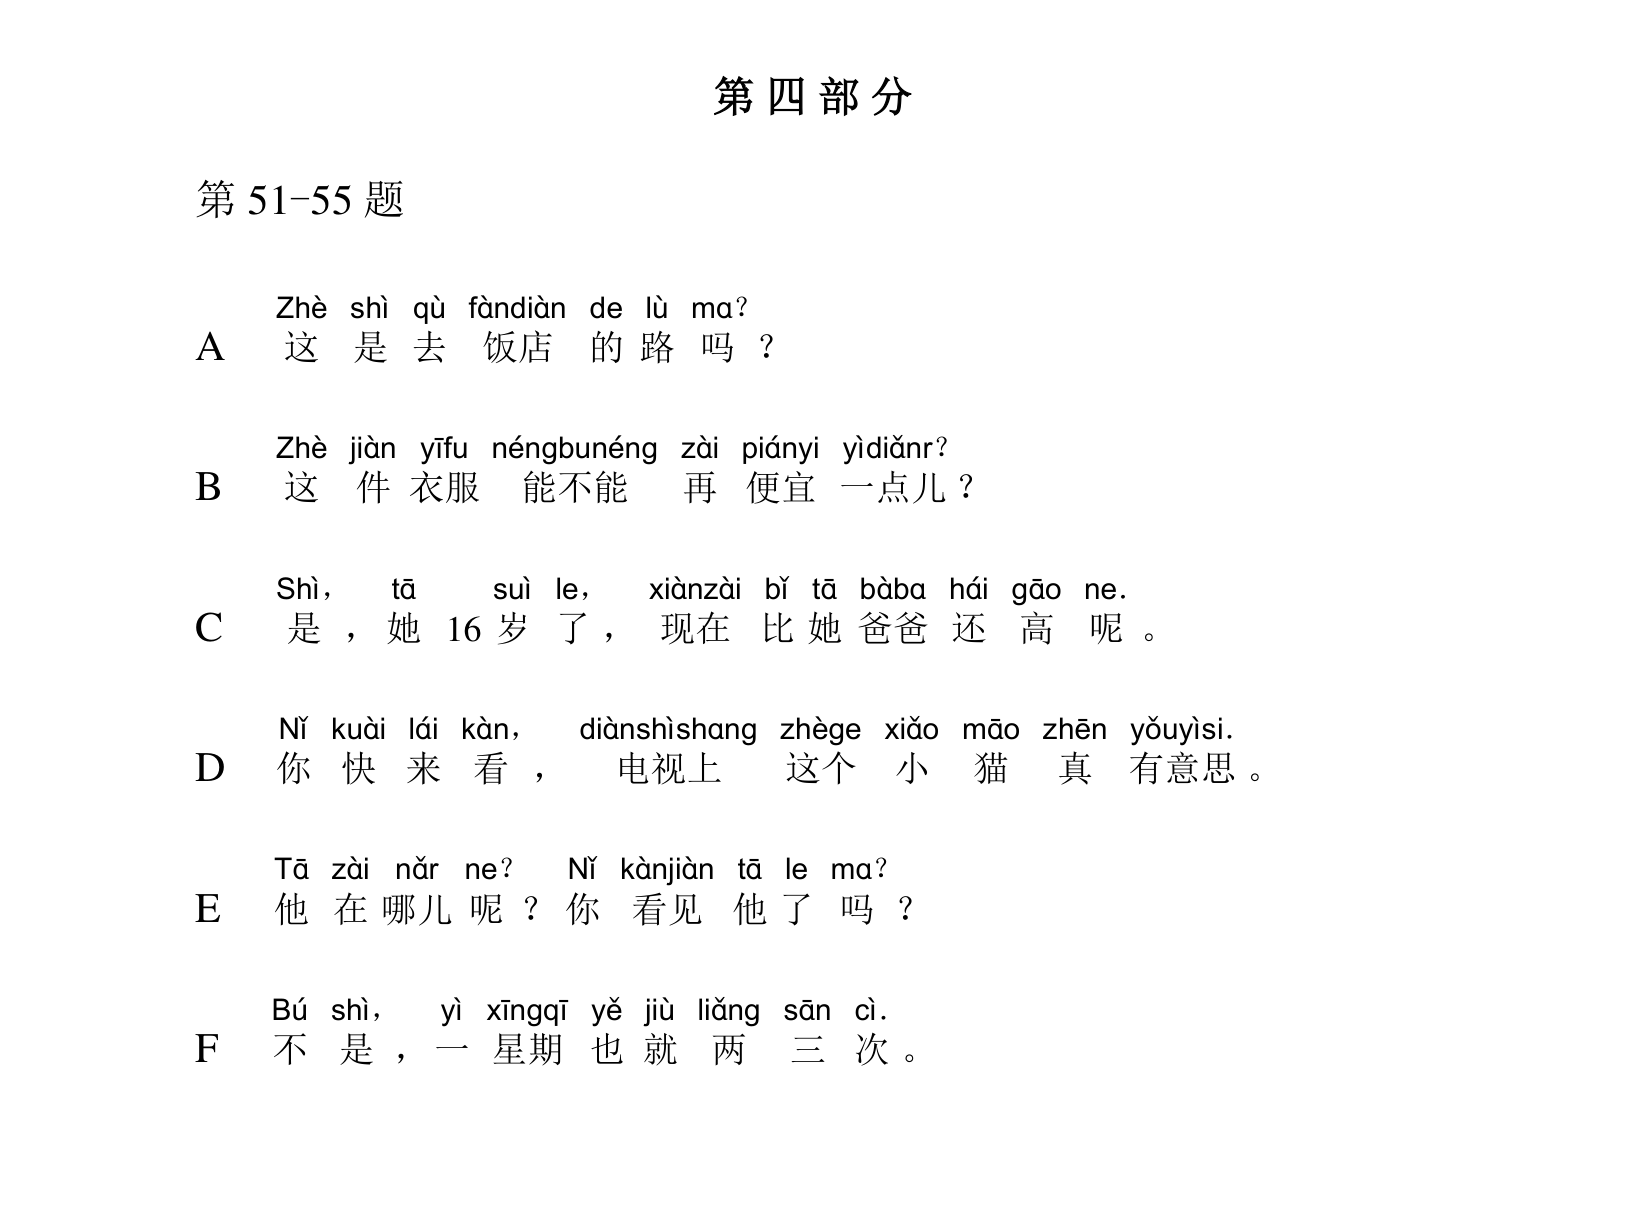 第四部分
第 51-55 题
Zhè shì qù fàndiàn de lù ma？
A 这 是 去 饭店 的 路 吗 ？
Zhè jiàn yīfu néngbunéng zài piányi yìdiǎnr？
B 这 件 衣服 能不能 再 便宜 一点儿 ？
Shì， tā suì le， xiànzài bǐ tā bàba hái gāo ne．
C 是 ， 她 16 岁 了 ， 现在 比 她 爸爸 还 高 呢 。
Nǐ kuài lái kàn， diànshìshang zhège xiǎo māo zhēn yǒuyìsi．
D 你 快 来 看 ， 电视上 这个 小 猫 真 有意思 。
Tā zài nǎr ne？ Nǐ kànjiàn tā le ma？
E 他 在 哪儿 呢 ？ 你 看见 他 了 吗 ？
Bú shì， yì xīngqī yě jiù liǎng sān cì．
F 不 是 ， 一 星期 也 就 两 三 次 。